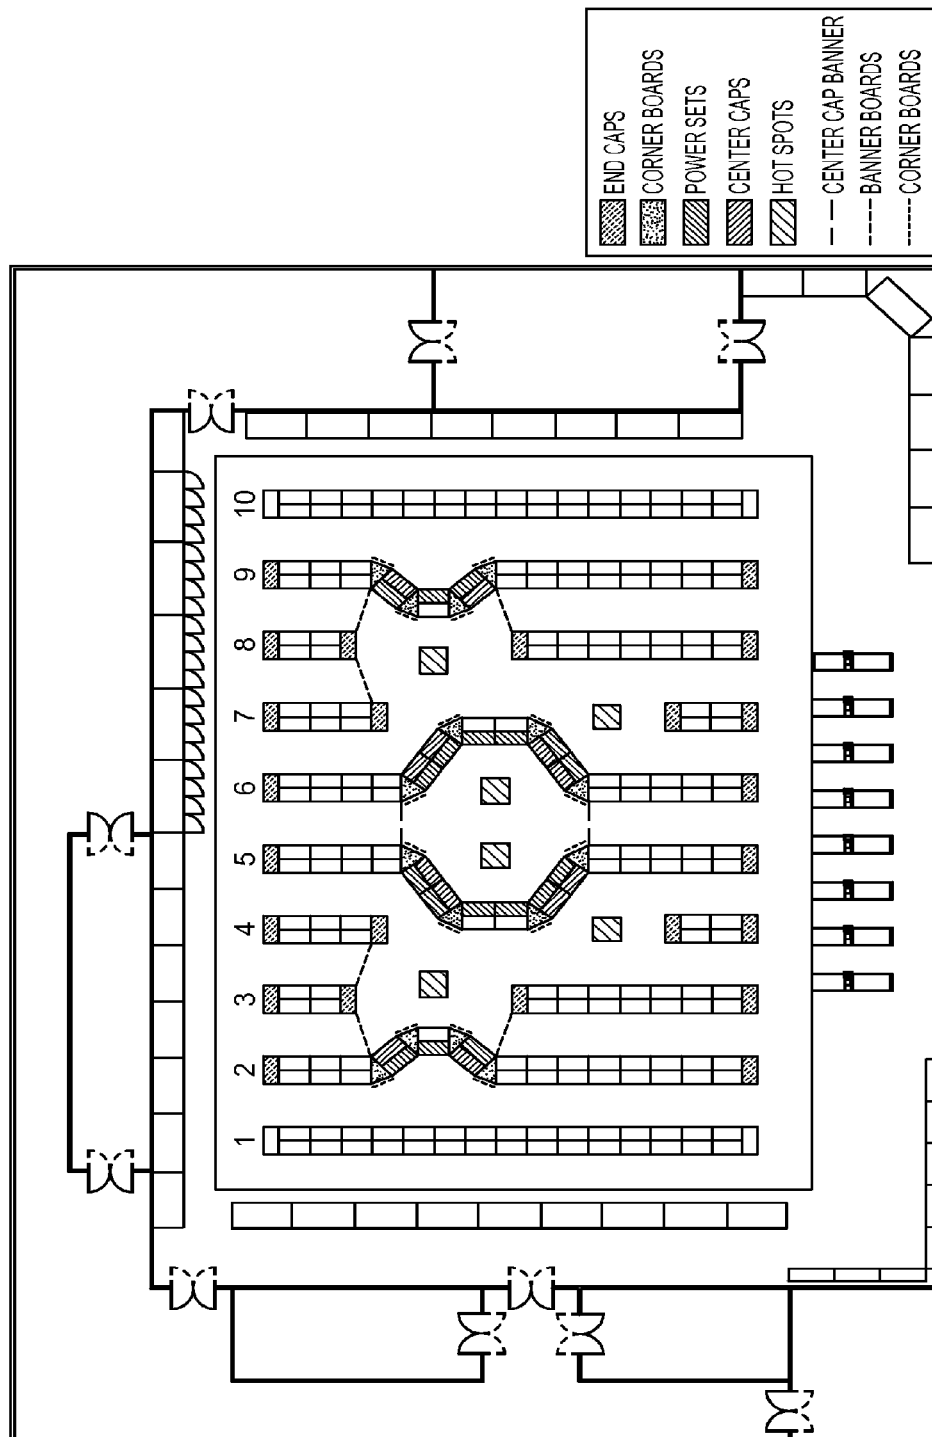 END CAPS
CORNER BOARDS
POWER SETS
CENTER CAPS
HOT SPOTS
CENTER CAP BANNER
BANNER BOARDS
CORNER BOARDS
10
9
8
7
6
5
4
3
2
1